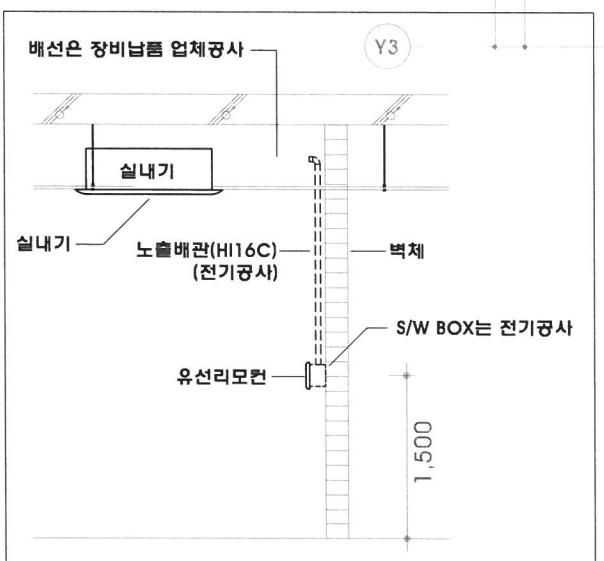 배선은 장비납품 업체공사
Y3
실내기
실내기
노출배관(HI16C)
(전기공사)
벽체
S/W BOX는 전기공사
유선리모컨
1,500